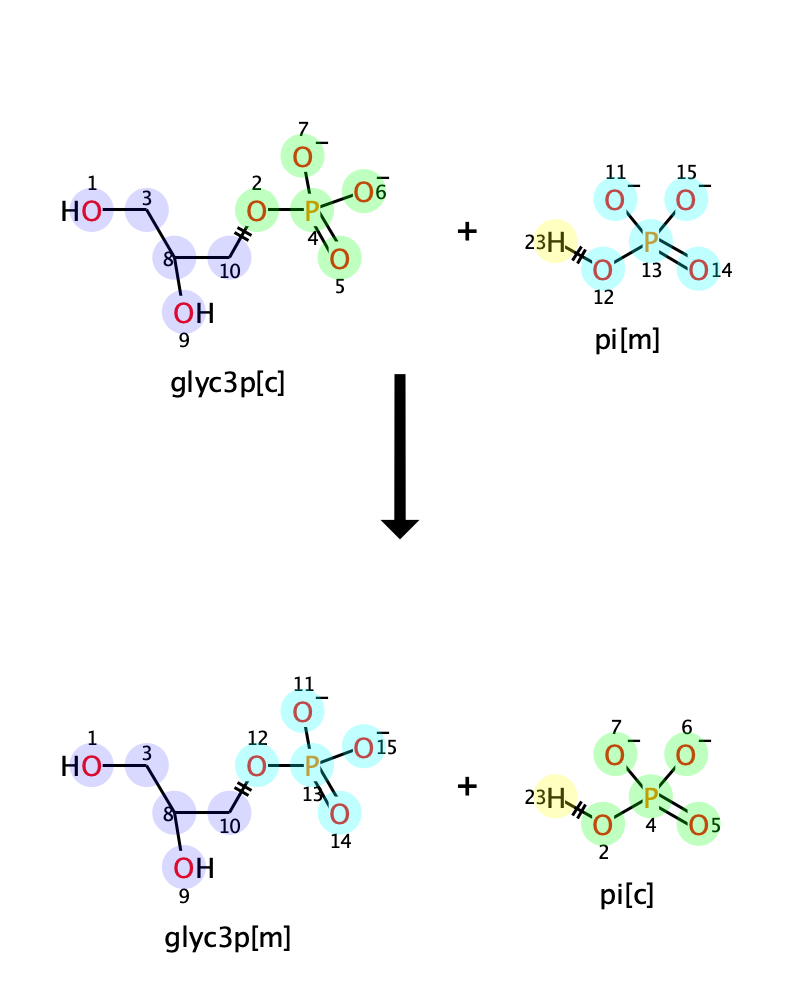 7
O−
1 3 2 O−6
HO O P
4
8 10 O
5
OH
9
glyc3p[c]
+
11 15
O− O−
23H P
O 13 O14
12
pi[m]
11
O−
1 3 12 O−15
HO O P
13
8 10 O
14
OH
9
glyc3p[m]
+
7 6
O− O−
23H P
O 4 O5
2
pi[c]